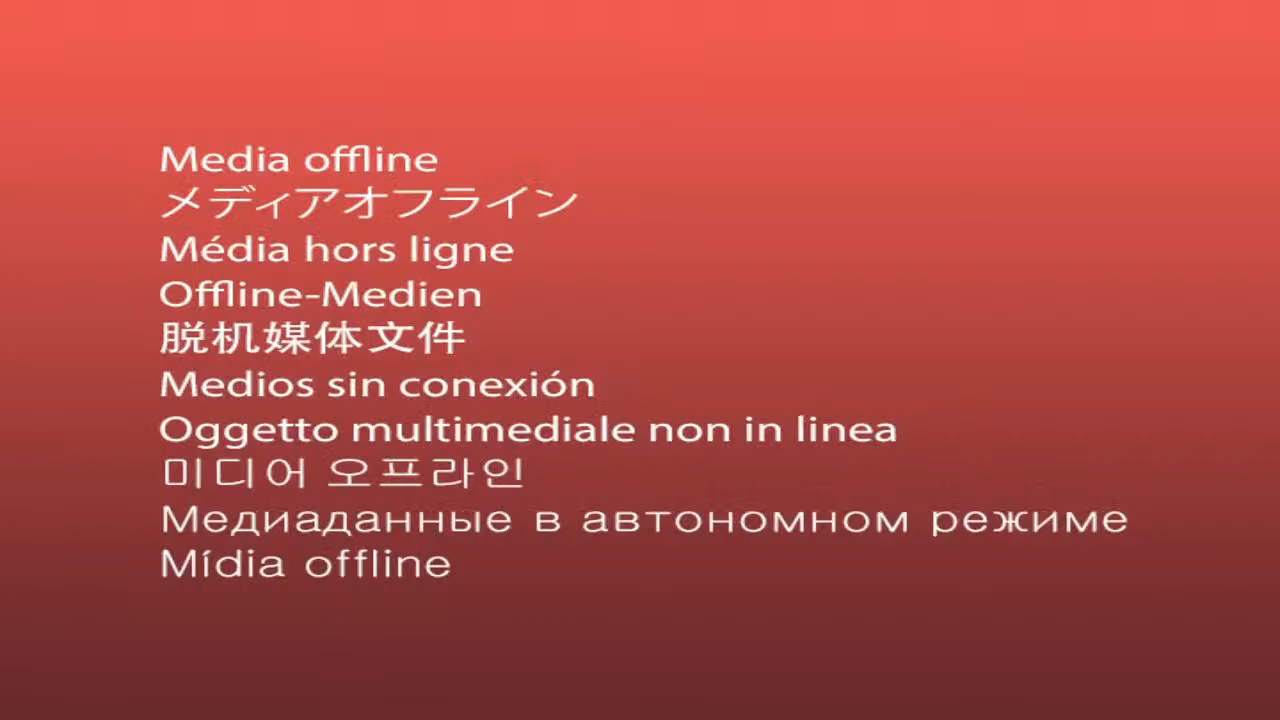 Media offline
メディアオフライン
Média hors ligne
Offline-Medien
脱机媒体文件
Medios sin conexión
Oggetto multimediale non in linea
미디어 오프라인
Медиаданные в автономном режиме
Mídia offline